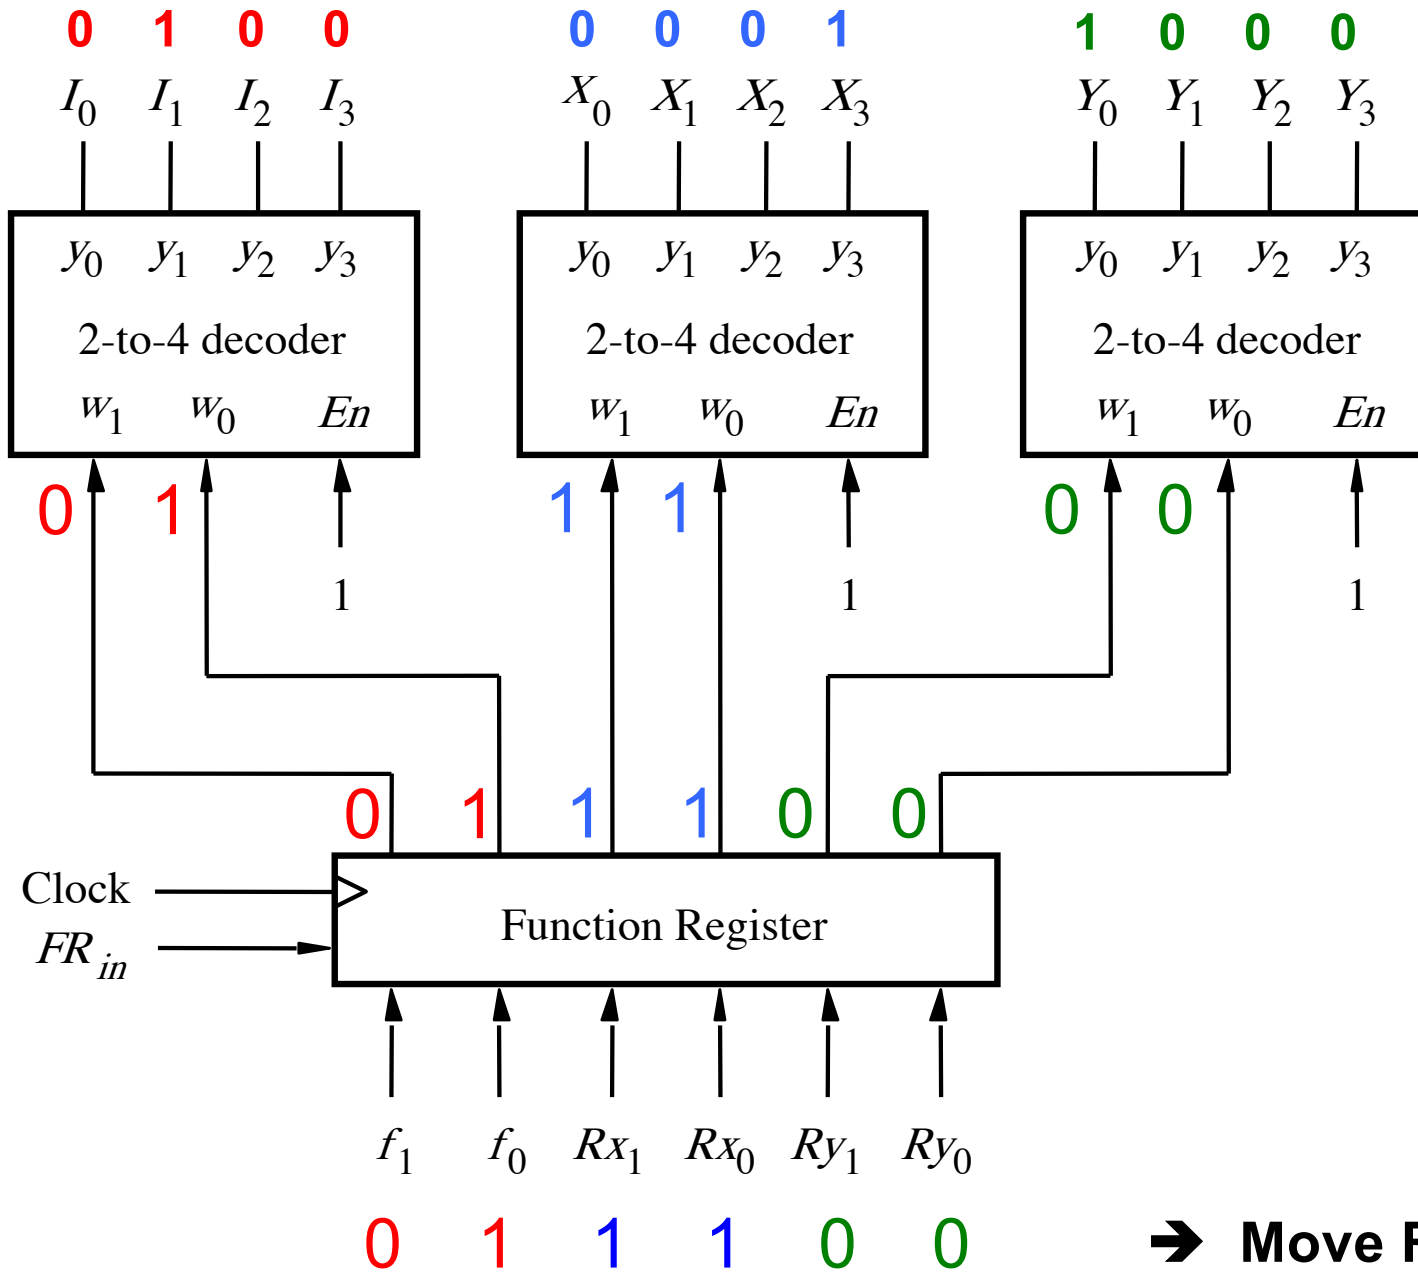 0 1 0 0 0 0 0 1 1 0 0 0
I0 I1 I2 I3 X0 X1 X2 X3 Y0 Y1 Y2 Y3
y0 y1 y2 y3 y0 y1 y2 y3 y0 y1 y2 y3
2-to-4 decoder 2-to-4 decoder 2-to-4 decoder
w1 w0 En w1 w0 En w1 w0 En
0 1 1 1 0 0
1 1 1
0 1 1 1 0 0
Clock
Function Register
FR in
f1 f0 Rx1 Rx0 Ry1 Ry0
0 1 1 1 0 0 ➔ Move